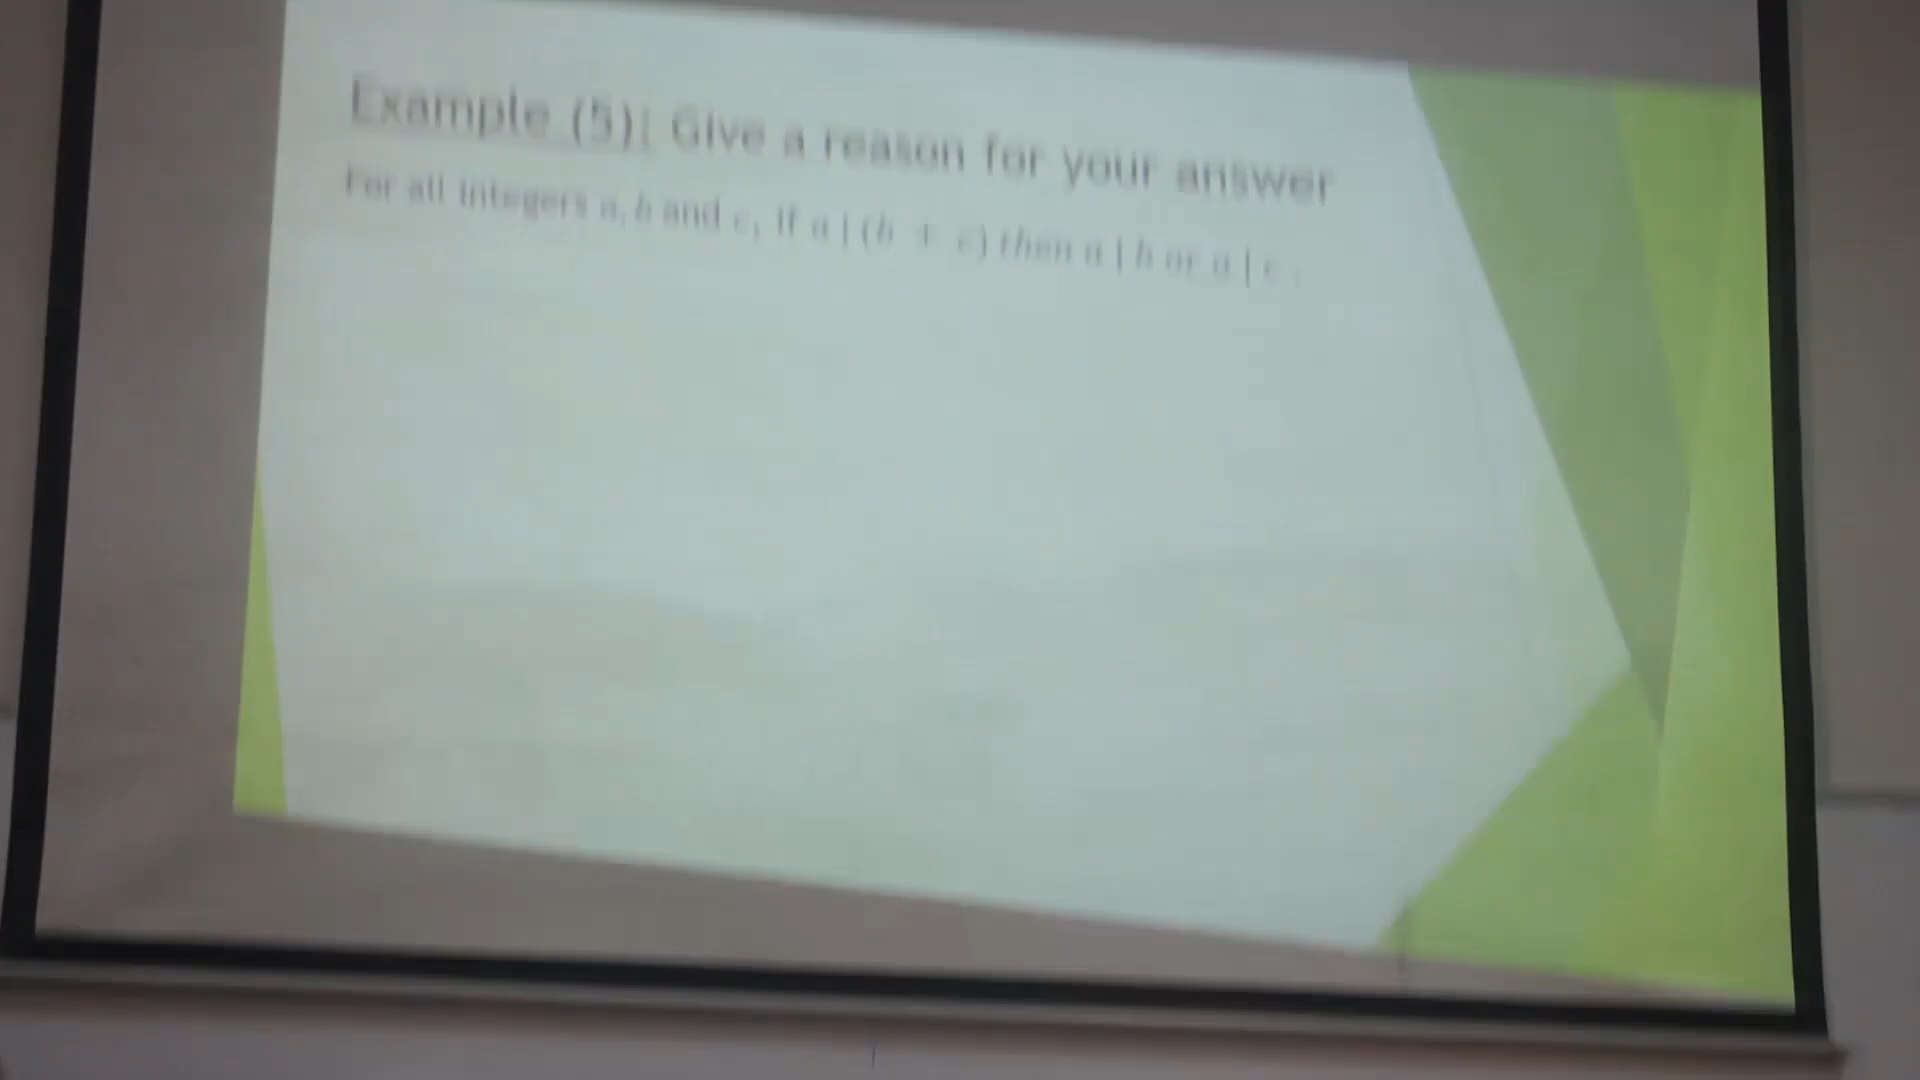 Example (5): Give a reason for your answer
For all integers a, b and c, if a | (b + c) then a | b or a | c .